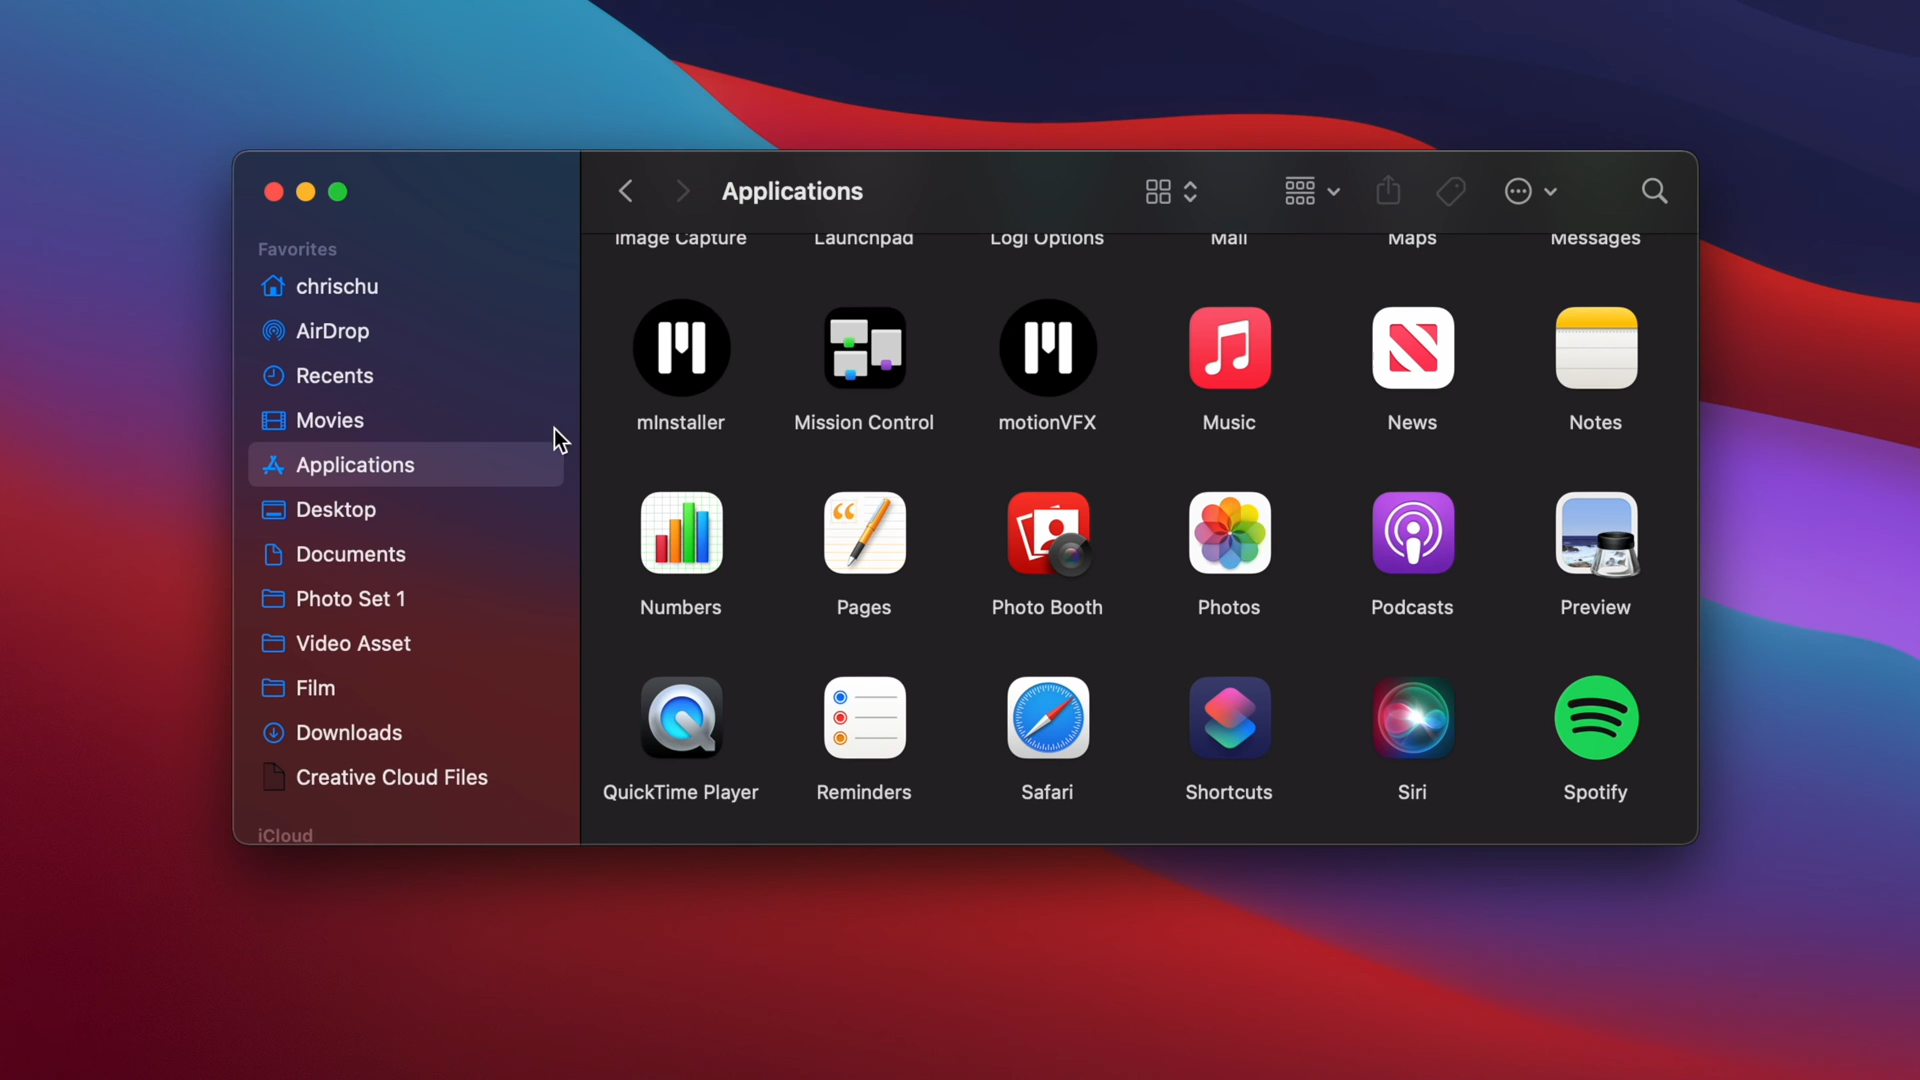 Applications
Favorites
chrischu
AirDrop
Recents
Movies
Applications
Desktop
Documents
Photo Set 1
Video Asset
Film
Downloads
Creative Cloud Files
iCloud
Image Capture Launchpad Logi Options Mail Maps Messages
mInstaller Mission Control motionVFX Music News Notes
Numbers Pages Photo Booth Photos Podcasts Preview
QuickTime Player Reminders Safari Shortcuts Siri Spotify